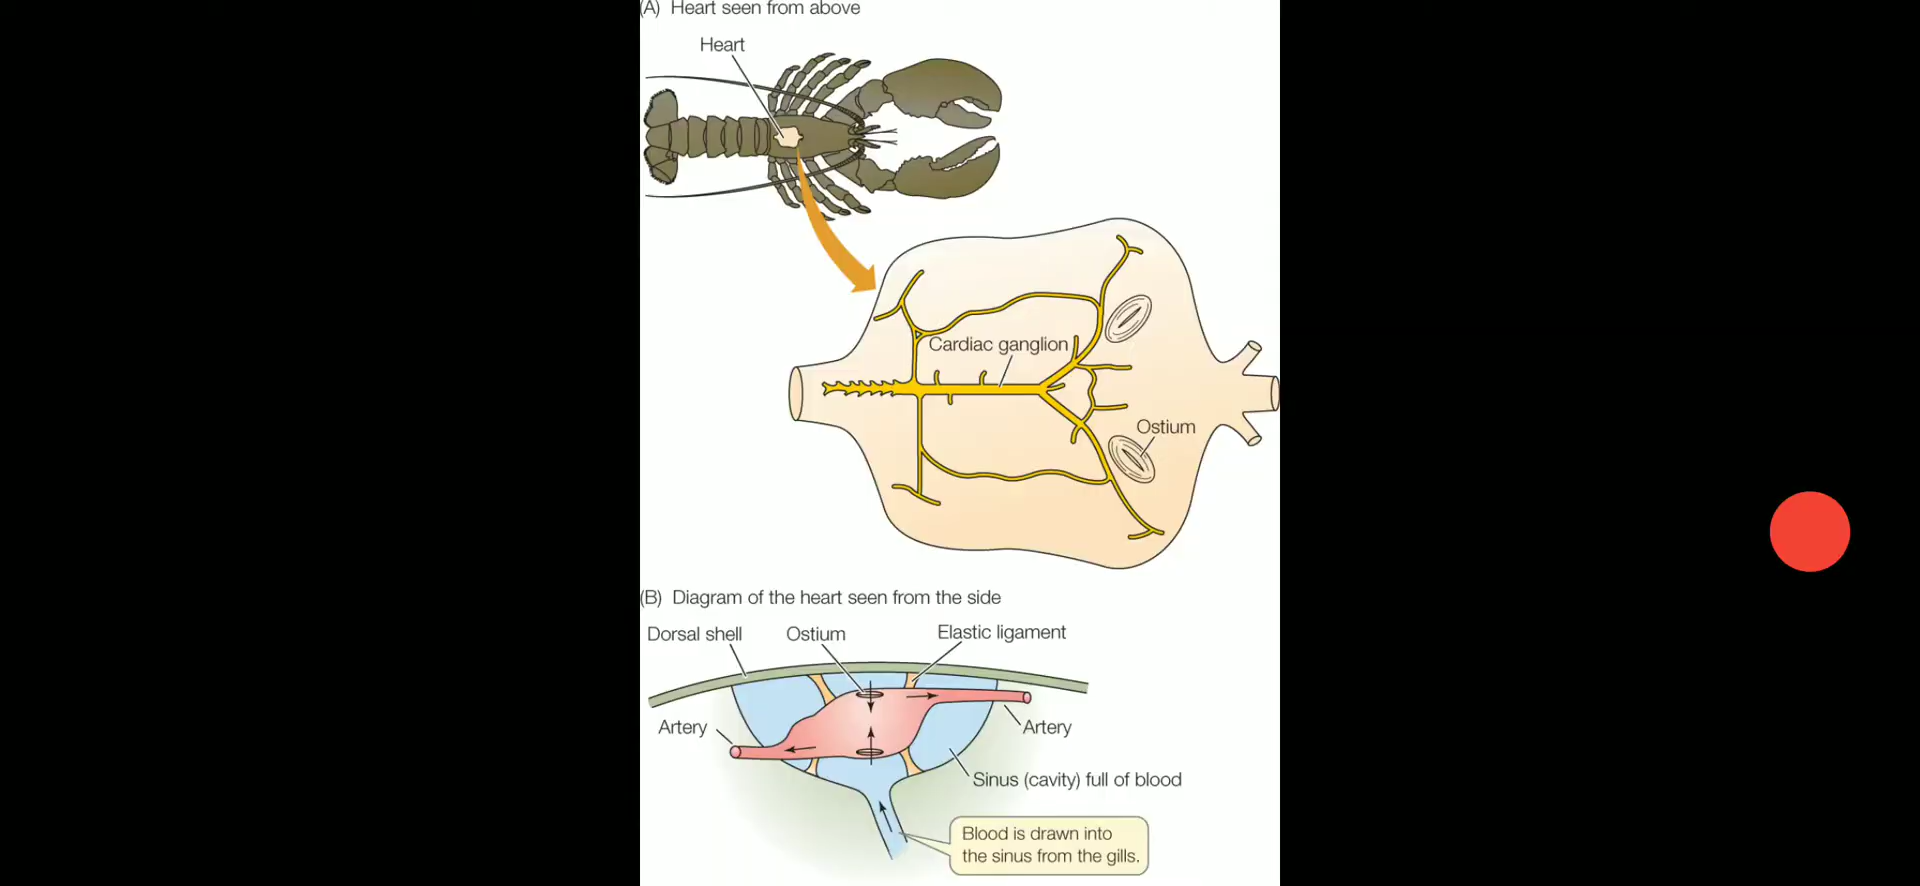 (A) Heart seen from above
Heart
Cardiac ganglion
Ostium
(B) Diagram of the heart seen from the side
Dorsal shell
Ostium
Elastic ligament
Artery
Artery
Sinus (cavity) full of blood
Blood is drawn into
the sinus from the gills.